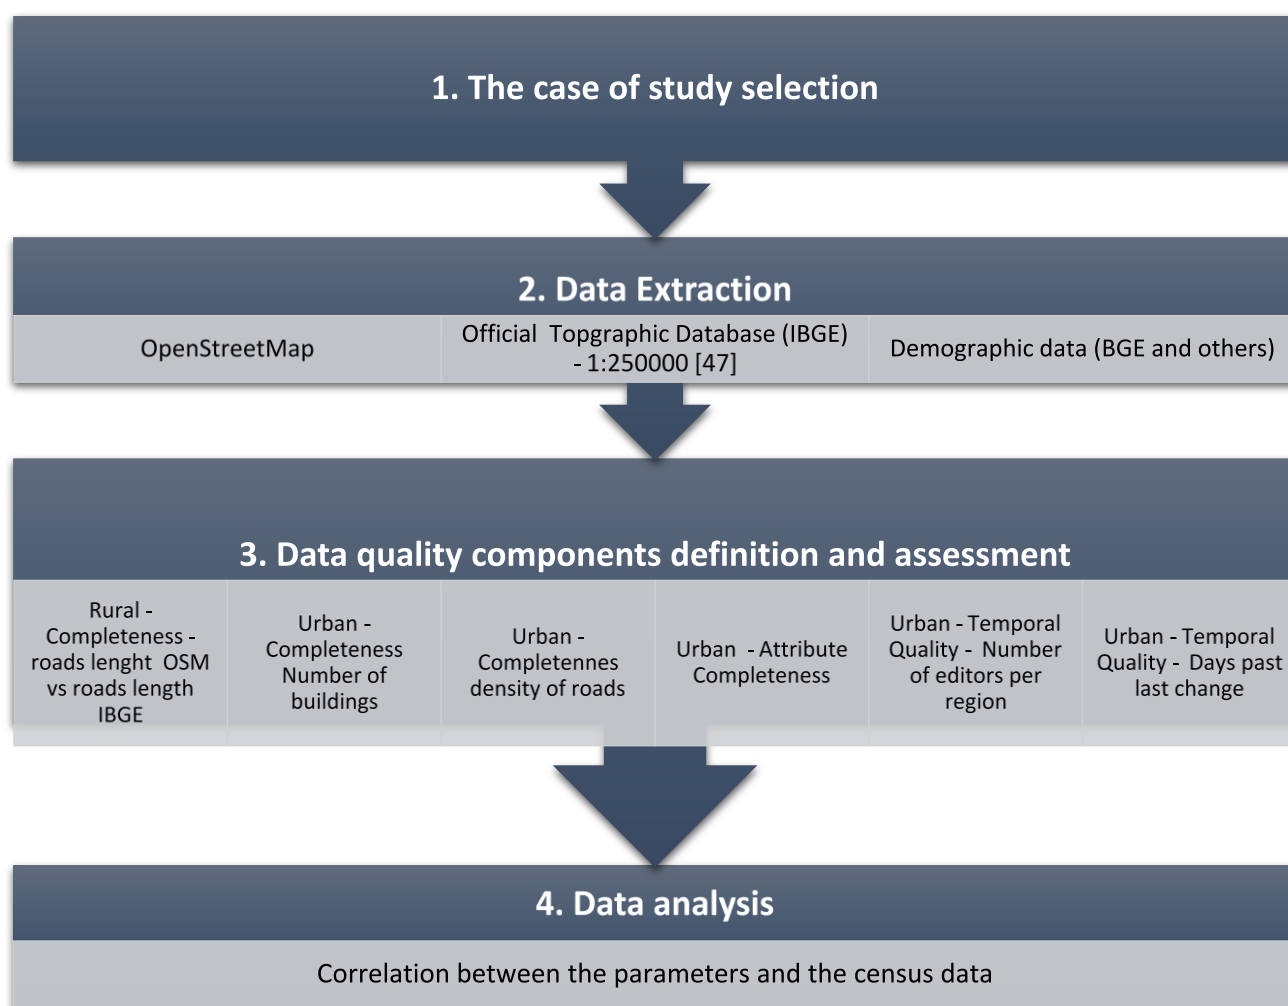 1. The case of study selection
2. Data Extraction
OpenStreetMap
Official Topgraphic Database (IBGE)
- 1:250000 [47]
Demographic data (BGE and others)
3. Data quality components definition and assessment
Rural -
Completeness -
roads lenght OSM
vs roads length
IBGE
Urban -
Completeness
Number of
buildings
Urban -
Completennes
density of roads
Urban - Attribute
Completeness
Urban - Temporal
Quality - Number
of editors per
region
Urban - Temporal
Quality - Days past
last change
4. Data analysis
Correlation between the parameters and the census data